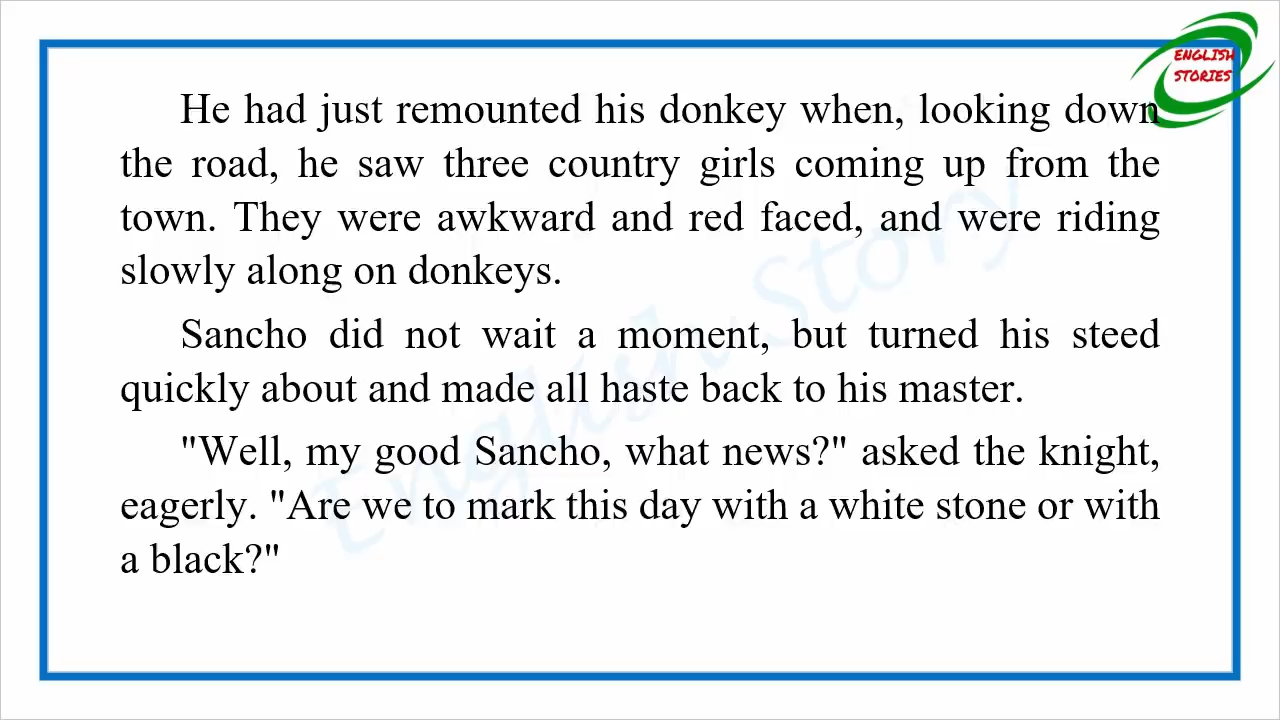 ENGLISH
STORIES
He had just remounted his donkey when, looking down
the road, he saw three country girls coming up from the
town. They were awkward and red faced, and were riding
slowly along on donkeys.
Sancho did not wait a moment, but turned his steed
quickly about and made all haste back to his master.
"Well, my good Sancho, what news?" asked the knight,
eagerly. "Are we to mark this day with a white stone or with
a black?"
English Story